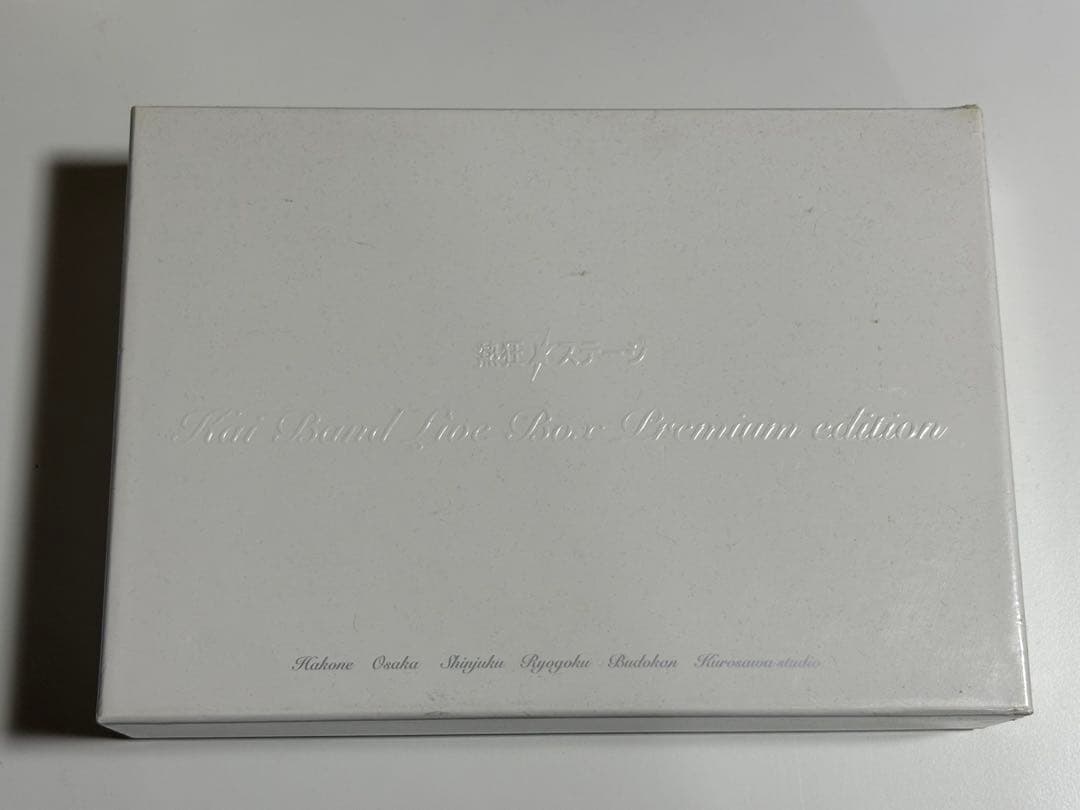 熱狂/ステージ
Kai Band Live Box Premium edition
Hakone Osaka Shinjuku Ryogoku Budokan Kurosawa studio